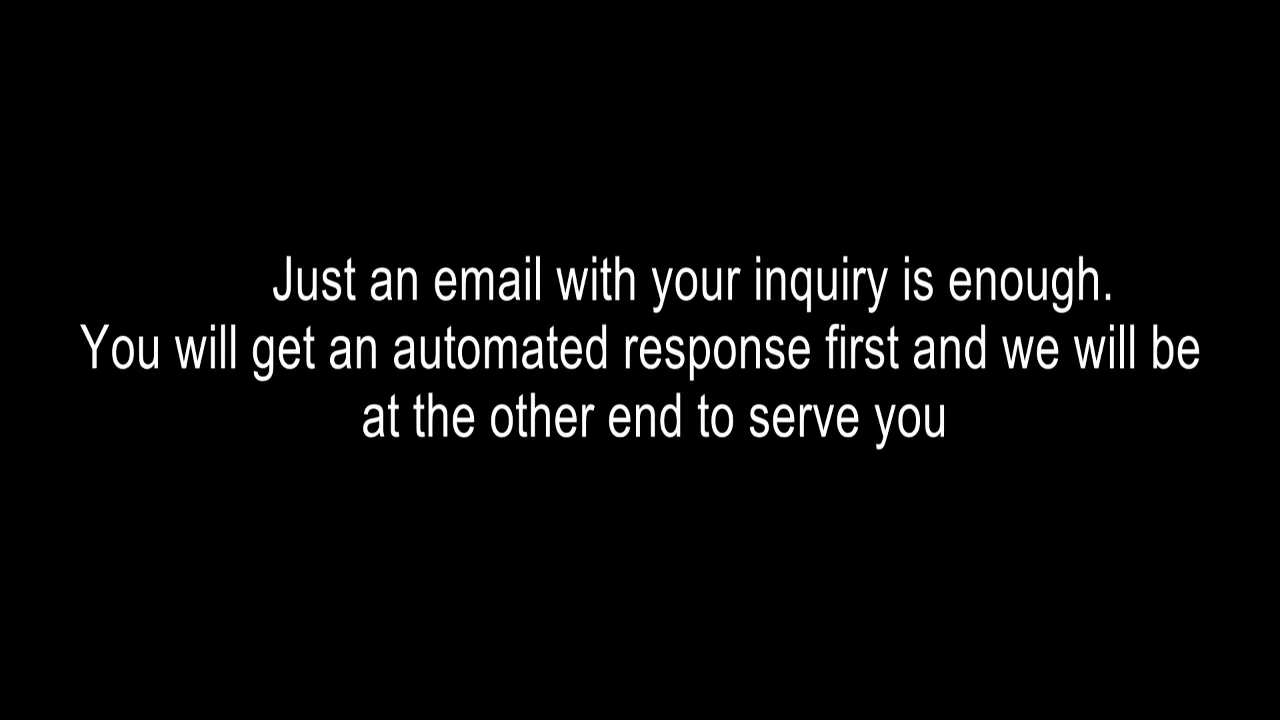 Just an email with your inquiry is enough.
You will get an automated response first and we will be
at the other end to serve you